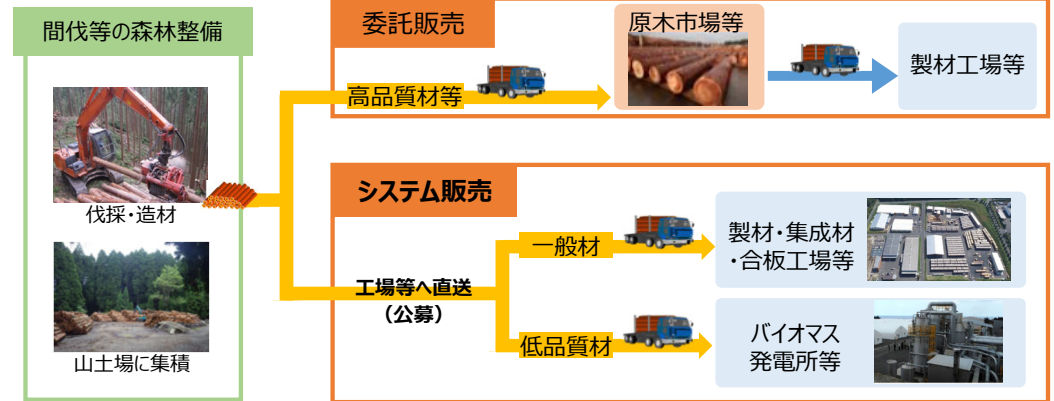 間伐等の森林整備
伐採・造材
山土場に集積
委託販売
高品質材等
原木市場等
製材工場等
システム販売
工場等へ直送
（公募）
一般材
製材・集成材
・合板工場等
低品質材
バイオマス
発電所等